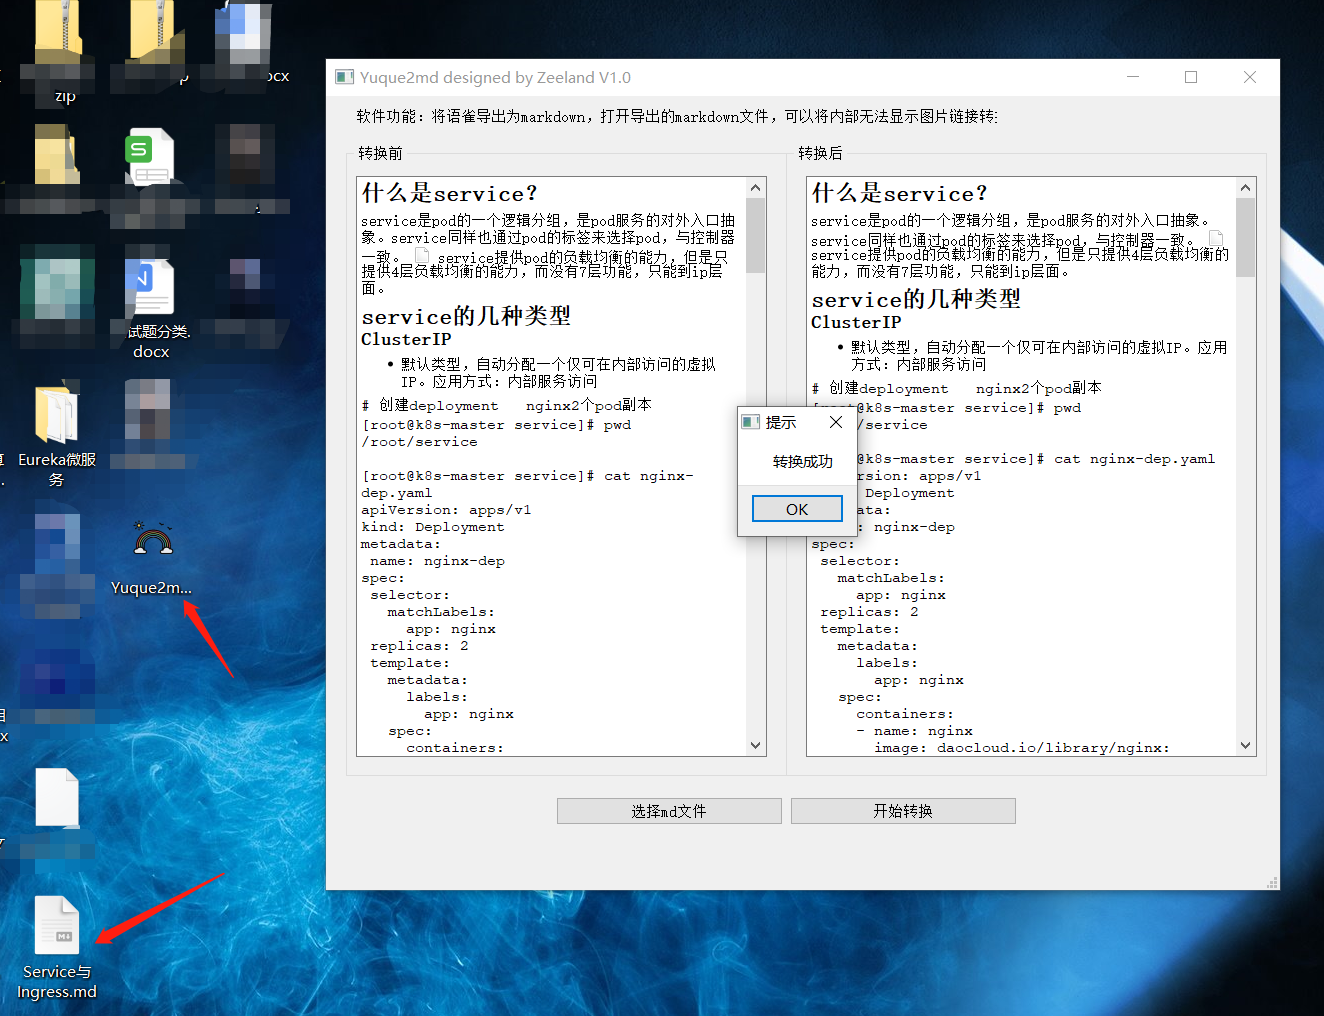 zip
p
ocx
试题分类.
docx
Eureka微服
务
Yuque2m...
Service与
Ingress.md
Yuque2md designed by Zeeland V1.0
软件功能：将语雀导出为markdown，打开导出的markdown文件，可以将内部无法显示图片链接转:
转换前
什么是service?
service是pod的一个逻辑分组，是pod服务的对外入口抽
象。service同样也通过pod的标签来选择pod，与控制器
一致。 service提供pod的负载均衡的能力，但是只
提供4层负载均衡的能力，而没有7层功能，只能到ip层
面。
service的几种类型
ClusterIP
• 默认类型，自动分配一个仅可在内部访问的虚拟
IP。应用方式：内部服务访问
# 创建deployment nginx2个pod副本
[root@k8s-master service]# pwd
/root/service
[root@k8s-master service]# cat nginx-
dep.yaml
apiVersion: apps/v1
kind: Deployment
metadata:
name: nginx-dep
spec:
selector:
matchLabels:
app: nginx
replicas: 2
template:
metadata:
labels:
app: nginx
spec:
containers:
转换后
什么是service?
service是pod的一个逻辑分组，是pod服务的对外入口抽象。
service同样也通过pod的标签来选择pod，与控制器一致。
service提供pod的负载均衡的能力，但是只提供4层负载均衡的
能力，而没有7层功能，只能到ip层面。
service的几种类型
ClusterIP
• 默认类型，自动分配一个仅可在内部访问的虚拟IP。应用
方式：内部服务访问
# 创建deployment nginx2个pod副本
@k8s-master service]# pwd
/service
@k8s-master service]# cat nginx-dep.yaml
rsion: apps/v1
Deployment
ta:
: nginx-dep
spec:
selector:
matchLabels:
app: nginx
replicas: 2
template:
metadata:
labels:
app: nginx
spec:
containers:
- name: nginx
image: daocloud.io/library/nginx:
提示
转换成功
OK
选择md文件
开始转换